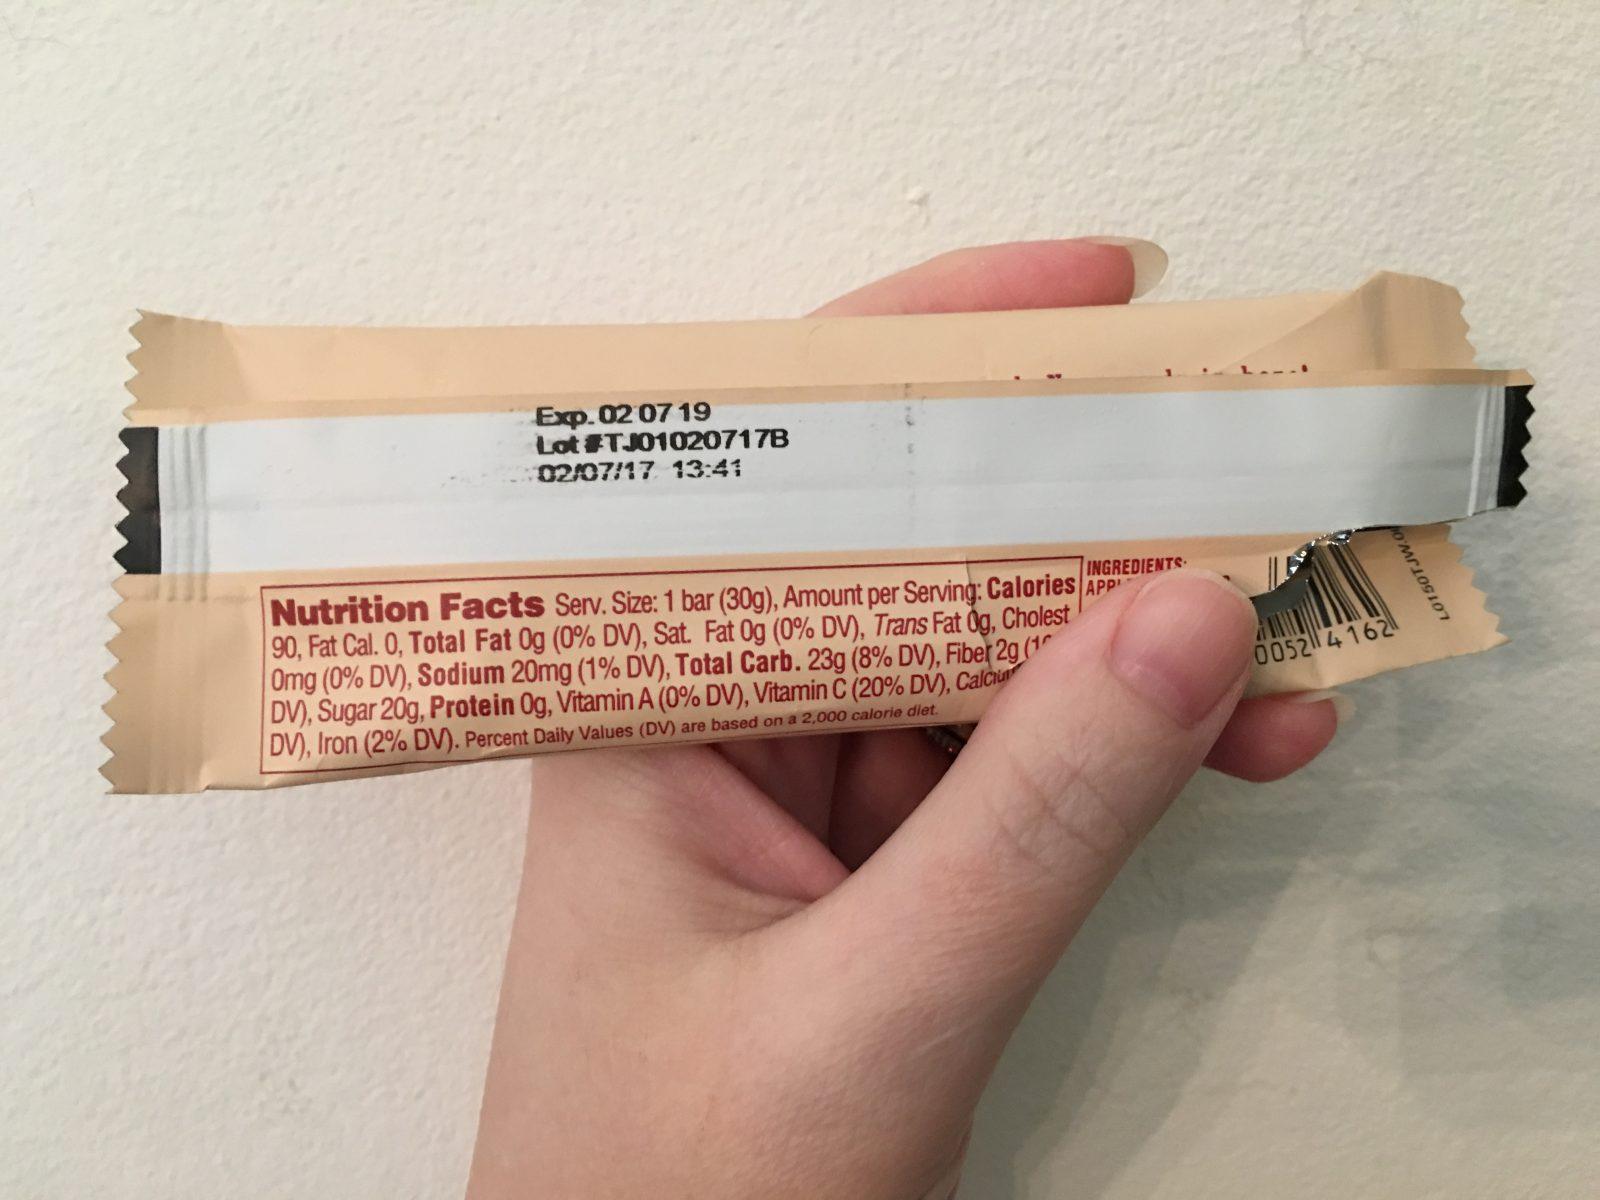 Exp. 02 07 19
Lot #TJ01020717B
02/07/17 13:41
Nutrition Facts Serv. Size: 1 bar (30g), Amount per Serving: Calories
90, Fat Cal. 0, Total Fat 0g (0% DV), Sat. Fat 0g (0% DV), Trans Fat 0g, Cholest
0mg (0% DV), Sodium 20mg (1% DV), Total Carb. 23g (8% DV), Fiber 2g
DV), Sugar 20g, Protein 0g, Vitamin A (0% DV), Vitamin C (20% DV),
DV), Iron (2% DV). Percent Daily Values (DV) are based on a 2,000 calorie diet.
INGREDIENTS:
0052 4162